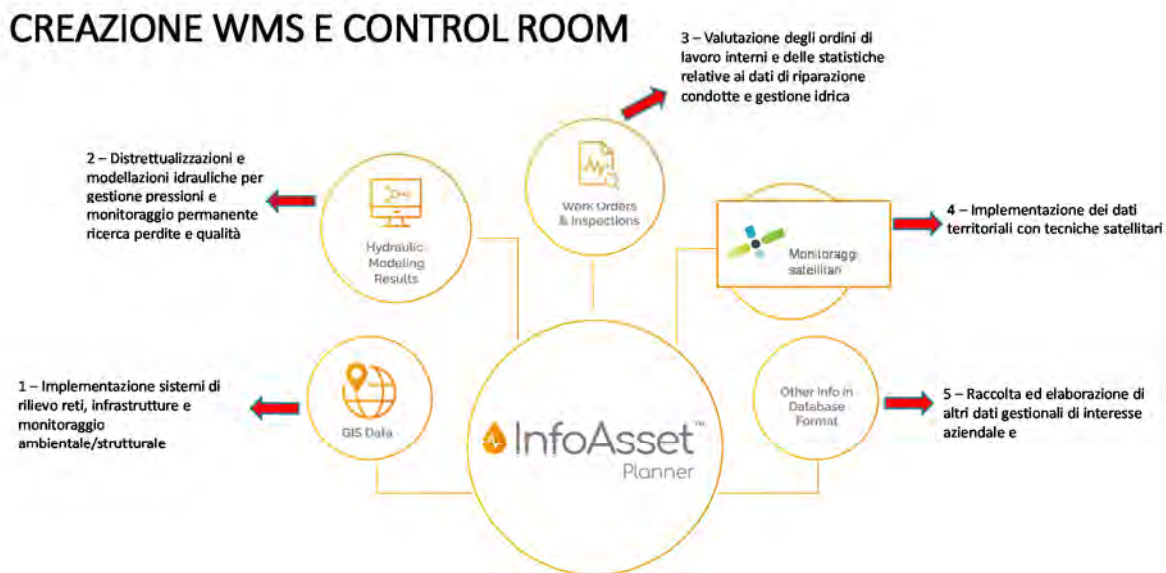 CREAZIONE WMS E CONTROL ROOM
3 – Valutazione degli ordini di
lavoro interni e delle statistiche
relative ai dati di riparazione
condotte e gestione idrica
2 – Distrettualizzazioni e
modellazioni idrauliche per
gestione pressioni e
monitoraggio permanente
ricerca perdite e qualità
Hydraulic
Modeling
Results
Work Orders
& Inspections
Monitoraggi
satellitari
4 – Implementazione dei dati
territoriali con tecniche satellitari
1 – Implementazione sistemi di
rilievo reti, infrastrutture e
monitoraggio
ambientale/strutturale
GIS Data
InfoAsset™
Planner
Other Info in
Database
Format
5 – Raccolta ed elaborazione di
altri dati gestionali di interesse
aziendale e